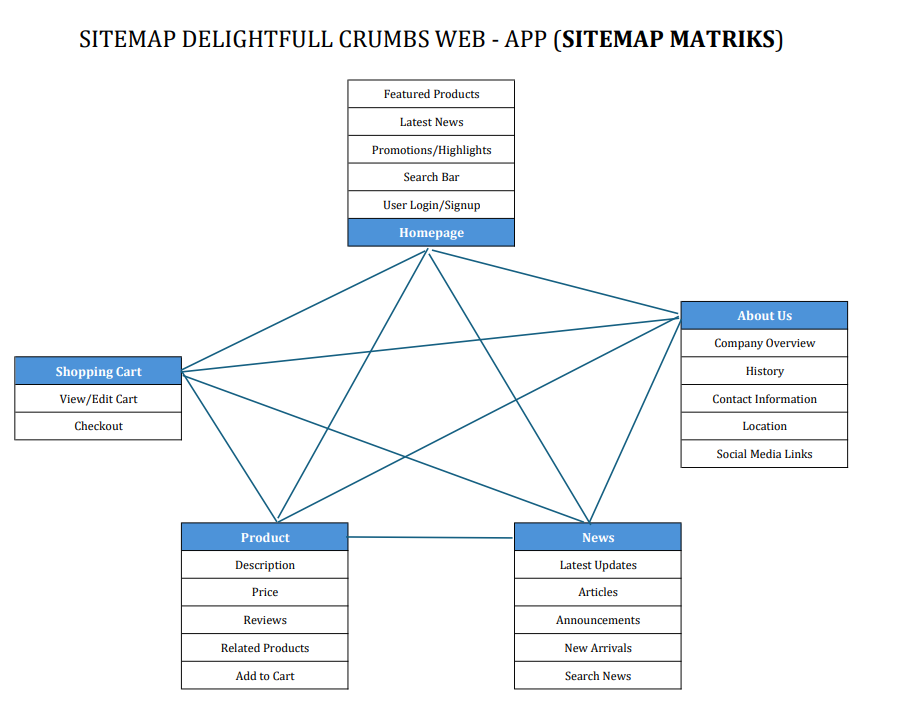 SITEMAP DELIGHTFULL CRUMBS WEB - APP (SITEMAP MATRIKS)
Featured Products
Latest News
Promotions/Highlights
Search Bar
User Login/Signup
Homepage
About Us
Company Overview
History
Contact Information
Location
Social Media Links
Shopping Cart
View/Edit Cart
Checkout
Product
Description
Price
Reviews
Related Products
Add to Cart
News
Latest Updates
Articles
Announcements
New Arrivals
Search News